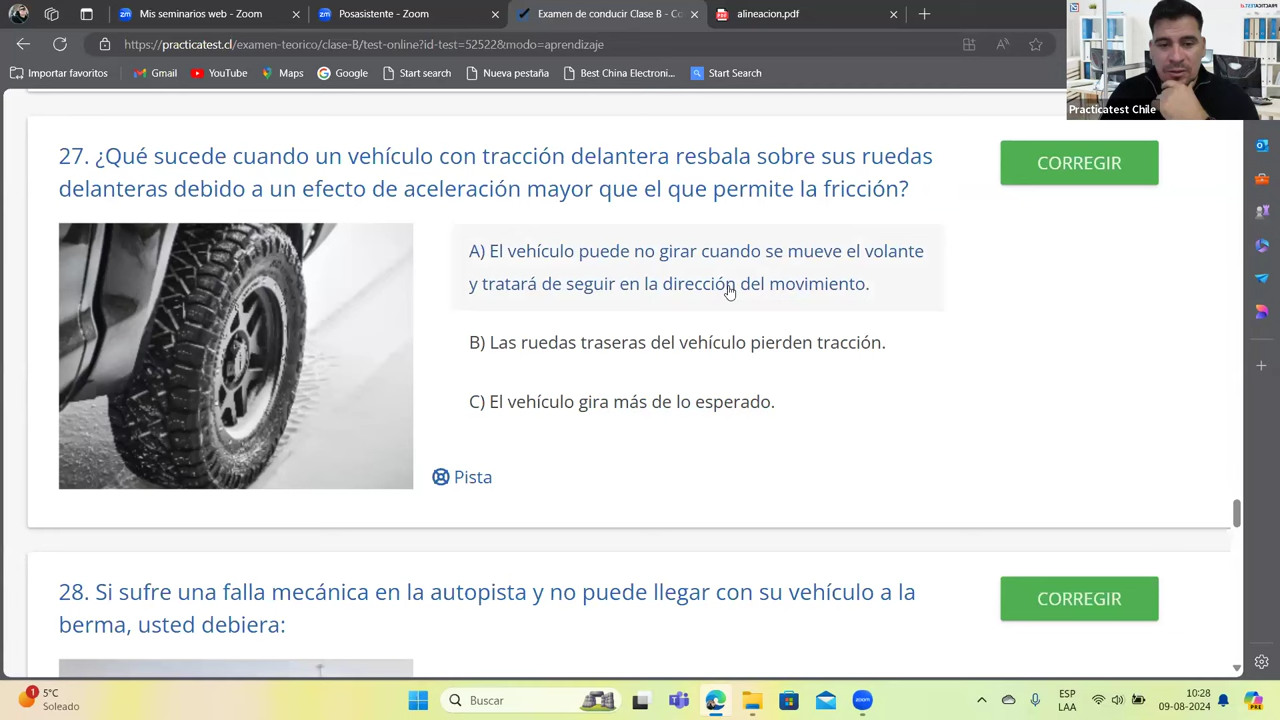 Mis seminarios web - Zoom
Posasistente - Zoom
Examen de conducir Clase B - Co
alineacion.pdf
https://practicatest.cl/examen-teorico/clase-B/test-online?id-test=52522&modo=aprendizaje
Importar favoritos
Gmail
YouTube
Maps
Google
Start search
Nueva pestaña
Best China Electroni...
Start Search
Practicatest Chile
27. ¿Qué sucede cuando un vehículo con tracción delantera resbala sobre sus ruedas
delanteras debido a un efecto de aceleración mayor que el que permite la fricción?
CORREGIR
A) El vehículo puede no girar cuando se mueve el volante
y tratará de seguir en la dirección del movimiento.
B) Las ruedas traseras del vehículo pierden tracción.
C) El vehículo gira más de lo esperado.
Pista
28. Si sufre una falla mecánica en la autopista y no puede llegar con su vehículo a la
berma, usted debiera:
CORREGIR
1
5°C
Soleado
Buscar
zoom
ESP
LAA
10:28
09-08-2024
PRE